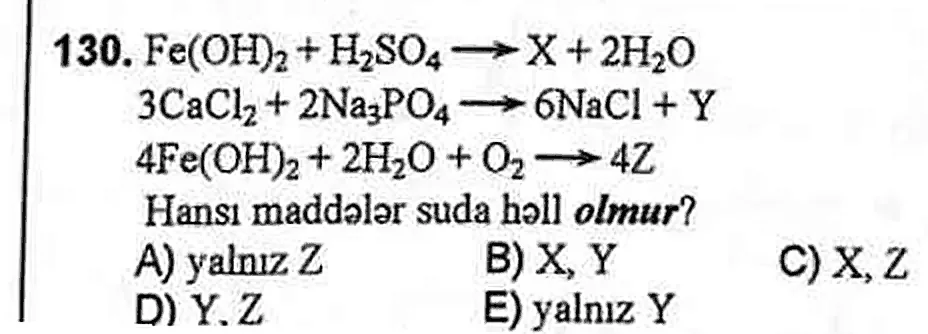 130. Fe(OH)₂ + H₂SO₄ ⟶ X + 2H₂O
3CaCl₂ + 2Na₃PO₄ ⟶ 6NaCl + Y
4Fe(OH)₂ + 2H₂O + O₂ ⟶ 4Z
Hansı maddələr suda həll olmur?
A) yalnız Z B) X, Y C) X, Z
D) Y, Z E) yalnız Y